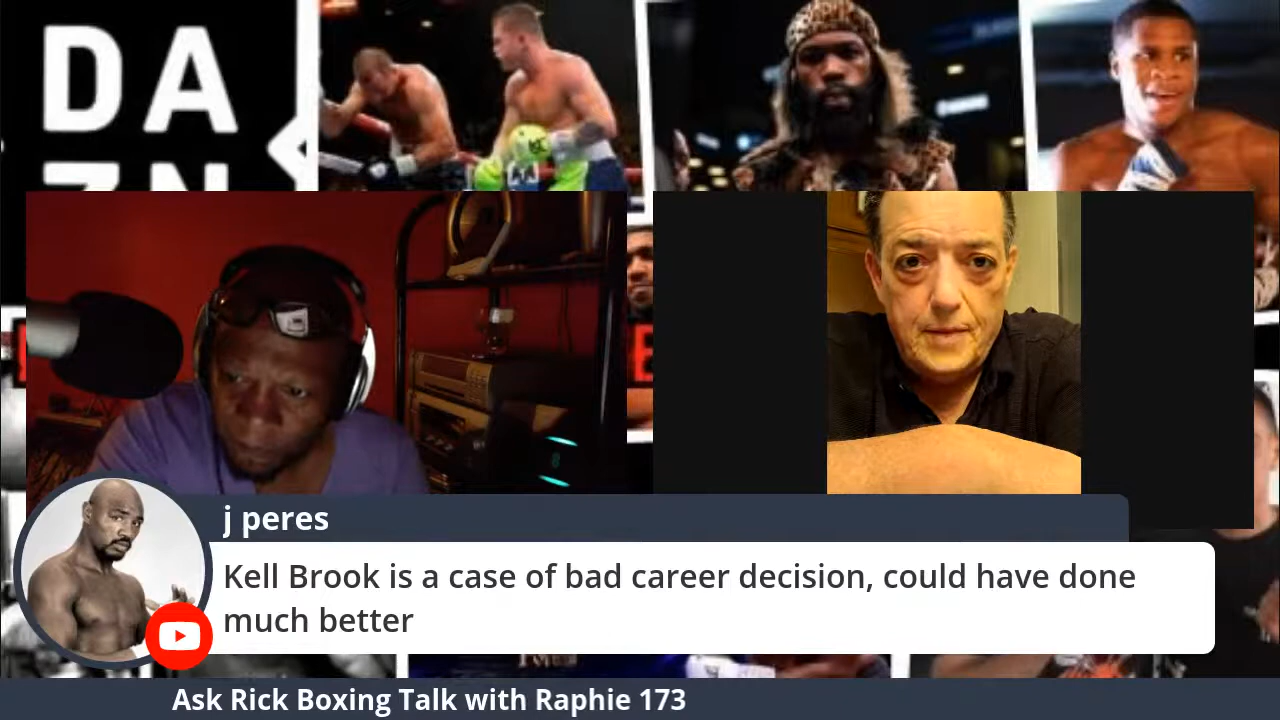 DA
ZN
j peres
Kell Brook is a case of bad career decision, could have done
much better
Ask Rick Boxing Talk with Raphie 173